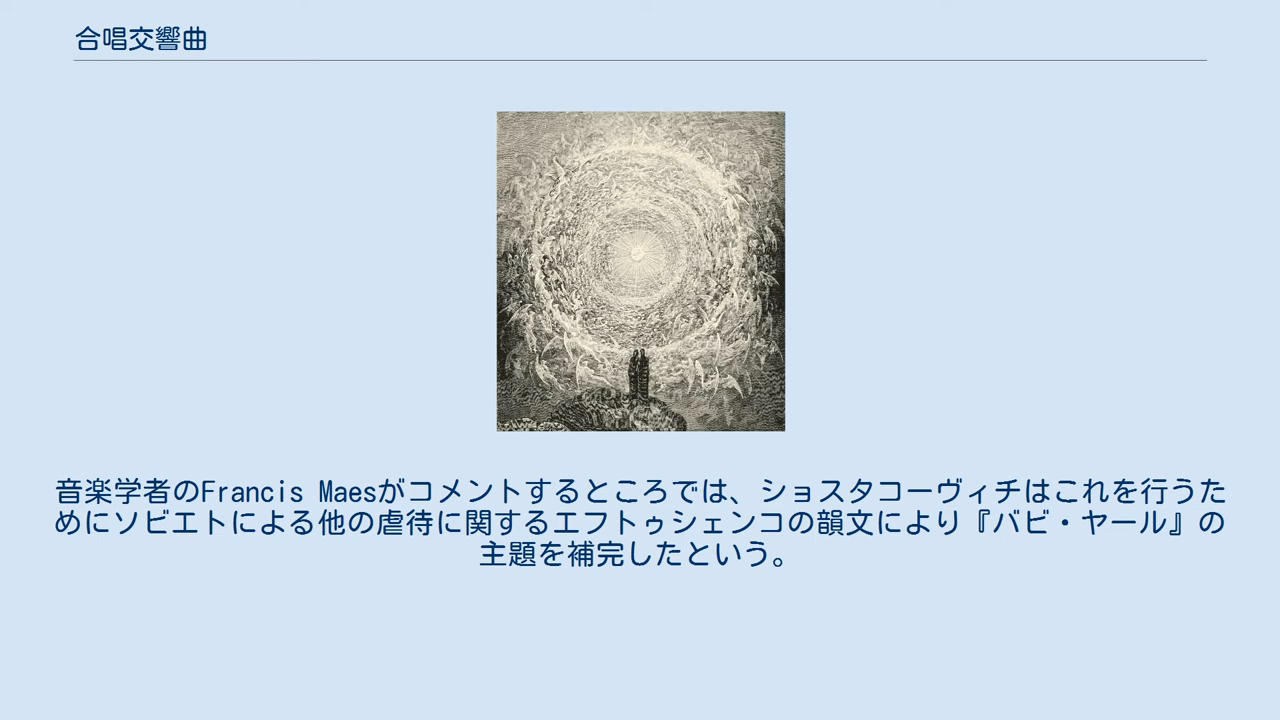 合唱交響曲
音楽学者のFrancis Maesがコメントするところでは、ショスタコーヴィチはこれを行うた
めにソビエトによる他の虐待に関するエフトゥシェンコの韻文により『バビ・ヤール』の
主題を補完したという。